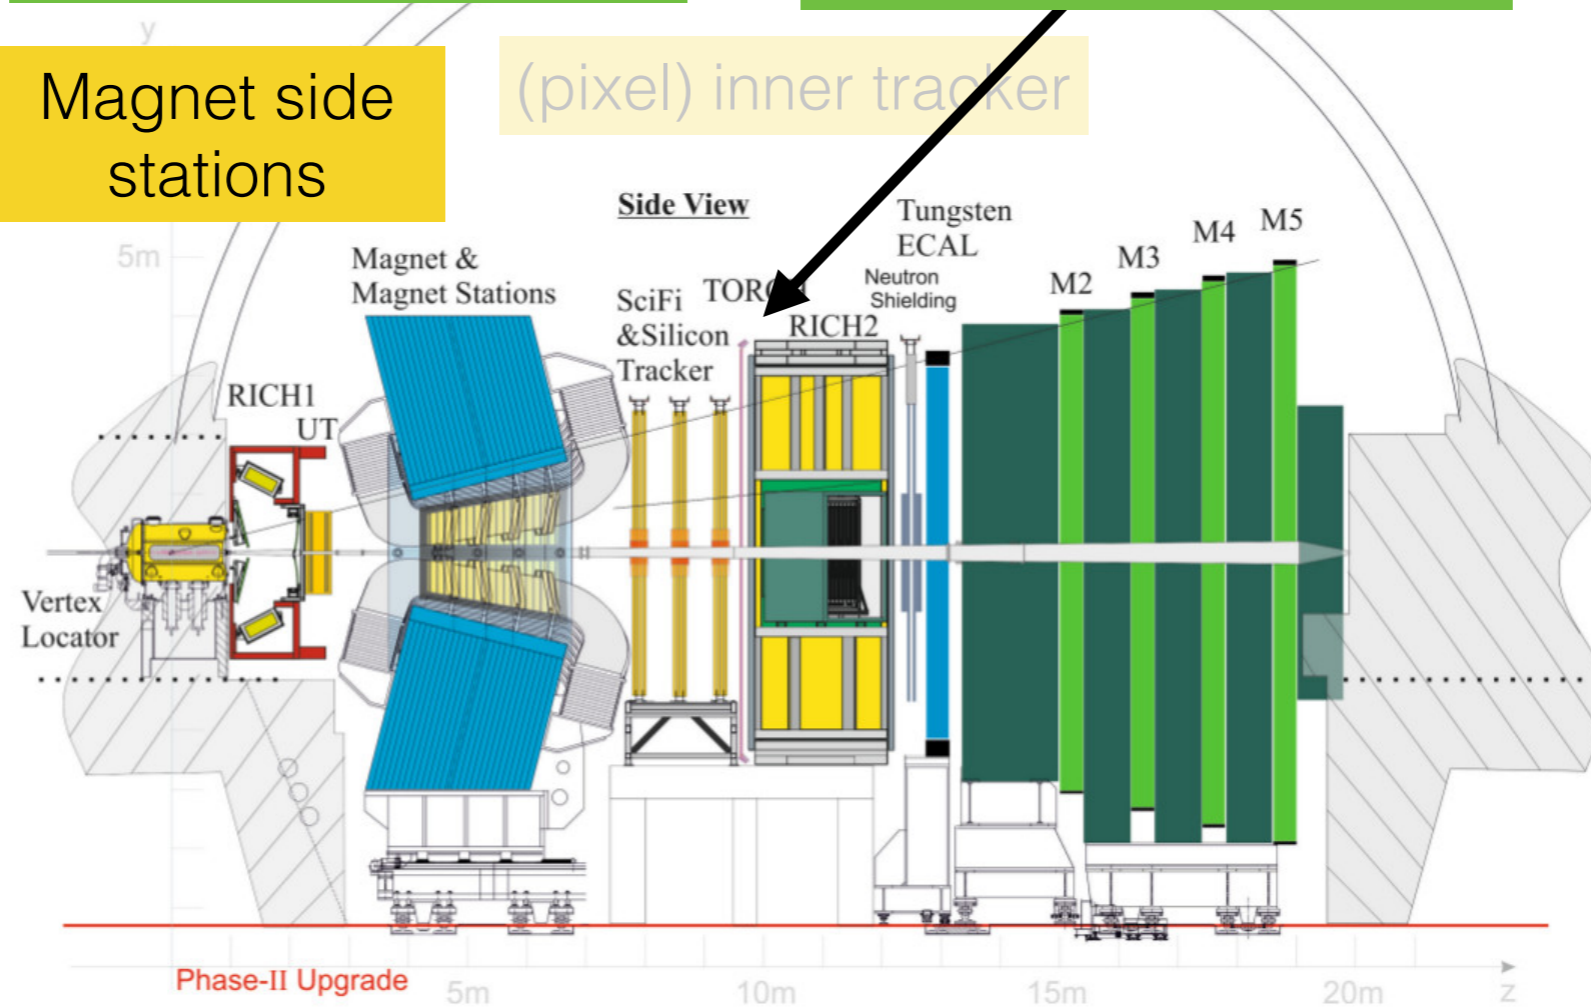 y
Magnet side
stations
(pixel) inner tracker
Side View
5m
Magnet &
Magnet Stations
SciFi
&Silicon
Tracker
RICH2
Tungsten
ECAL
Neutron
Shielding
M2
M3
M4
M5
RICH1
UT
Vertex
Locator
Phase-II Upgrade
5m
10m
15m
20m
z